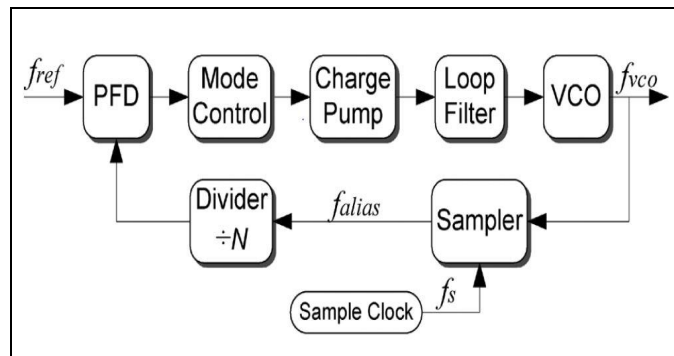 fref
PFD
Mode
Control
Charge
Pump
Loop
Filter
VCO
fvco
Divider
÷N
falias
Sampler
fs
Sample Clock